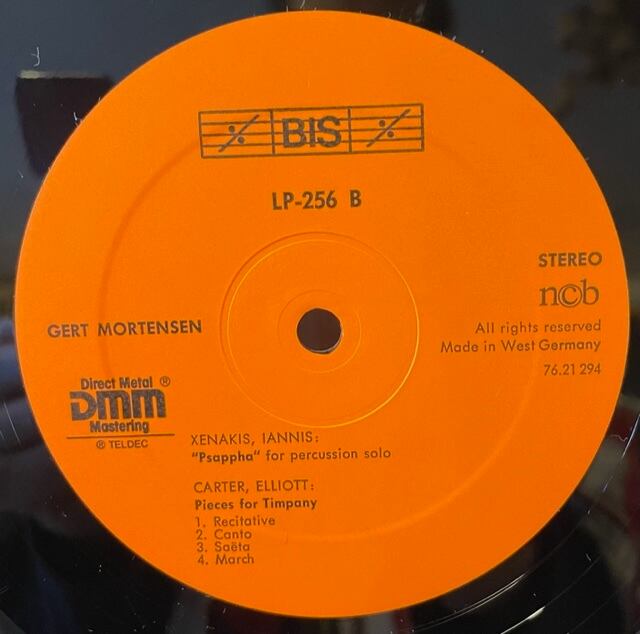 BIS
LP-256 B
STEREO
ncb
GERT MORTENSEN
All rights reserved
Made in West Germany
76.21 294
Direct Metal ®
DMM
Mastering
® TELDEC
XENAKIS, IANNIS:
"Psappha" for percussion solo
CARTER, ELLIOTT:
Pieces for Timpany
1. Recitative
2. Canto
3. Saëta
4. March